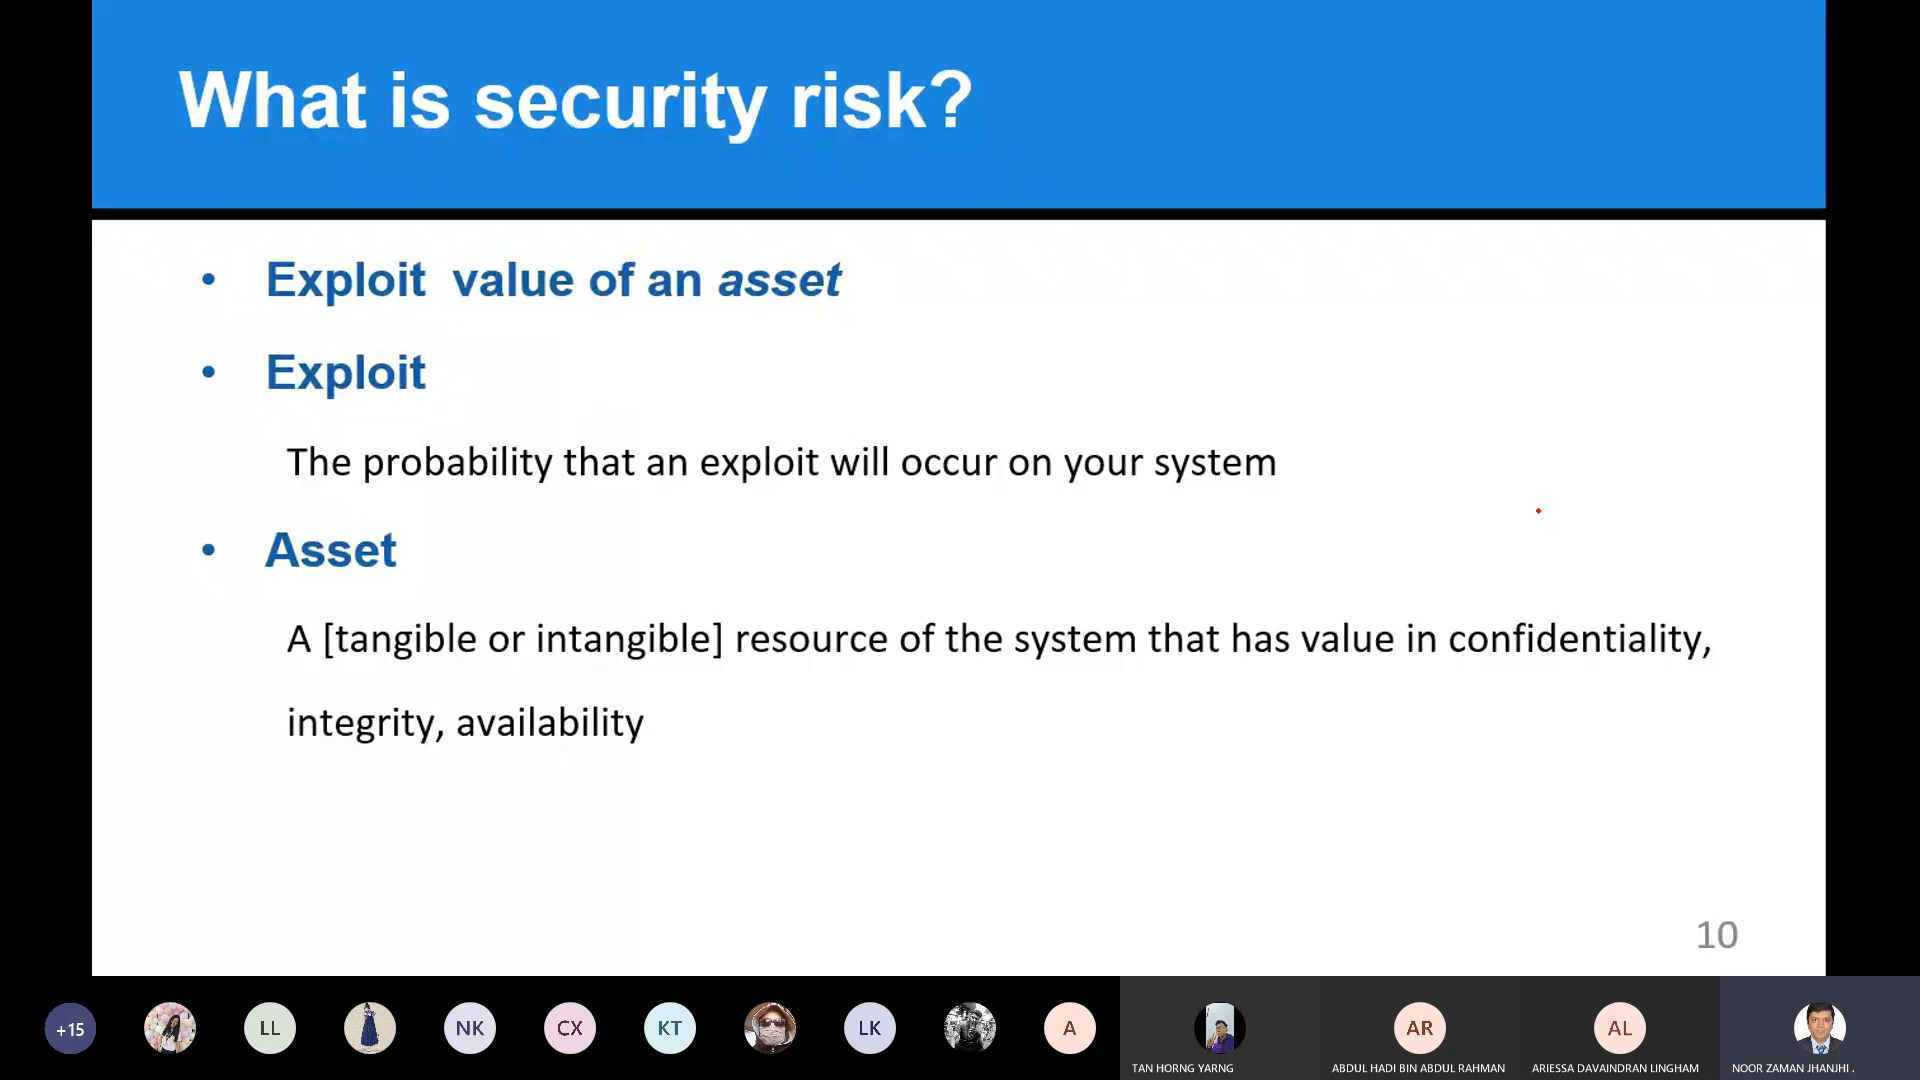 What is security risk?
• Exploit value of an asset
• Exploit
The probability that an exploit will occur on your system
• Asset
A [tangible or intangible] resource of the system that has value in confidentiality,
integrity, availability
10
+15
LL
NK
CX
KT
LK
A
AR
AL
TAN HORNG YARNG
ABDUL HADI BIN ABDUL RAHMAN
ARIESSA DAVAINDRAN LINGHAM
NOOR ZAMAN JHANJHI .